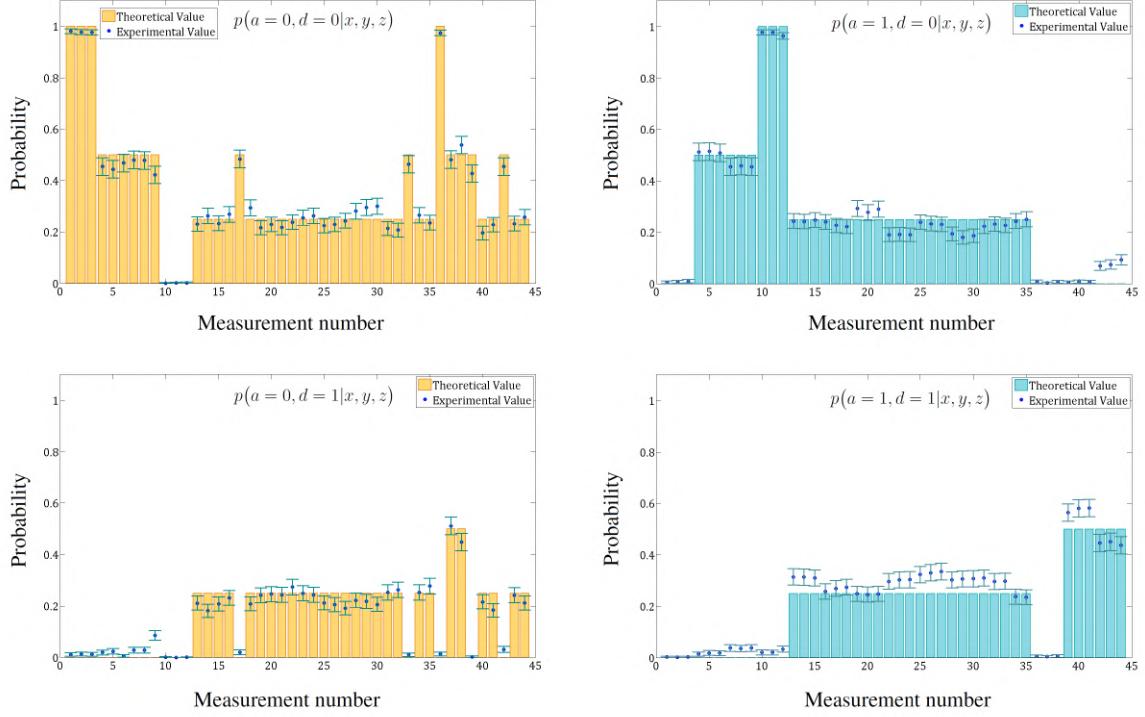 1
0.8
0.6
0.4
0.2
0
Probability
p(a = 0, d = 0|x, y, z)
Theoretical Value
Experimental Value
0 5 10 15 20 25 30 35 40 45
Measurement number
1
0.8
0.6
0.4
0.2
0
Probability
p(a = 1, d = 0|x, y, z)
Theoretical Value
Experimental Value
0 5 10 15 20 25 30 35 40 45
Measurement number
1
0.8
0.6
0.4
0.2
0
Probability
p(a = 0, d = 1|x, y, z)
Theoretical Value
Experimental Value
0 5 10 15 20 25 30 35 40 45
Measurement number
1
0.8
0.6
0.4
0.2
0
Probability
p(a = 1, d = 1|x, y, z)
Theoretical Value
Experimental Value
0 5 10 15 20 25 30 35 40 45
Measurement number